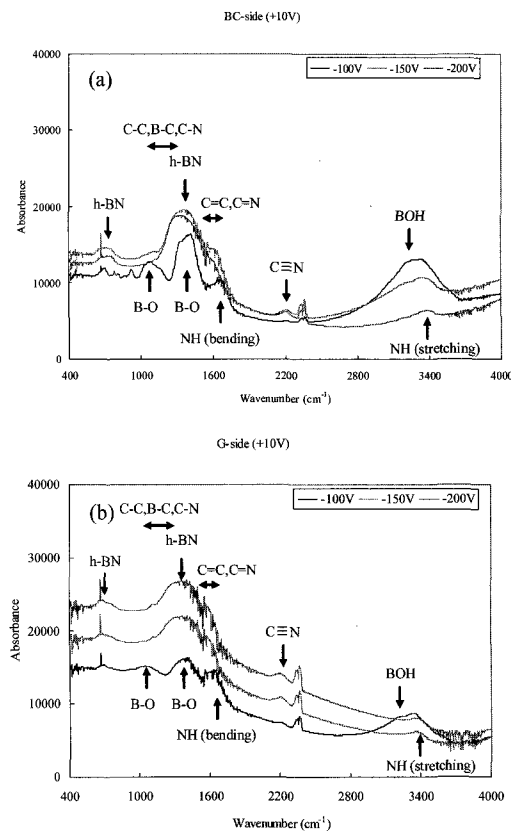 BC-side (+10V)
40000
30000
20000
10000
0
Absorbance
(a)
-100V -150V -200V
C-C,B-C,C-N
h-BN
h-BN
C=C,C=N
C≡N
BOH
B-O
B-O
NH (bending)
NH (stretching)
400 1000 1600 2200 2800 3400 4000
Wavenumber (cm⁻¹)
G-side (+10V)
40000
30000
20000
10000
0
Absorbance
(b)
-100V -150V -200V
C-C,B-C,C-N
h-BN
h-BN
C=C,C=N
C≡N
BOH
B-O
B-O
NH (bending)
NH (stretching)
400 1000 1600 2200 2800 3400 4000
Wavenumber (cm⁻¹)